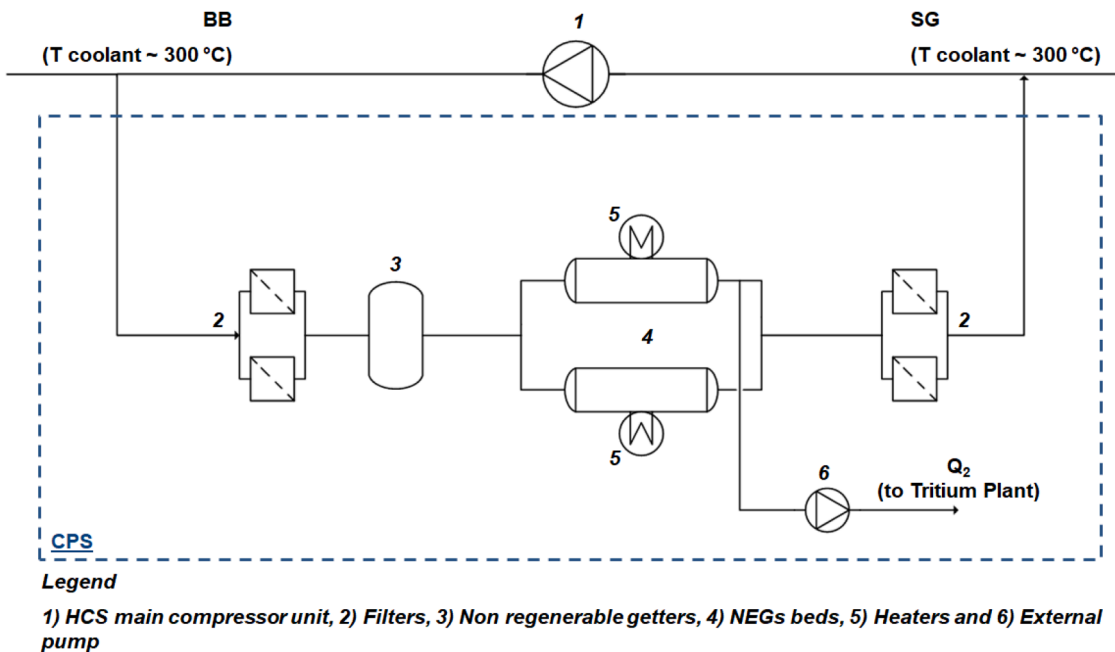 BB
1
SG
(T coolant ~ 300 °C)
(T coolant ~ 300 °C)
5
3
2
4
2
5
6
Q2
(to Tritium Plant)
CPS
Legend
1) HCS main compressor unit, 2) Filters, 3) Non regenerable getters, 4) NEGs beds, 5) Heaters and 6) External
pump